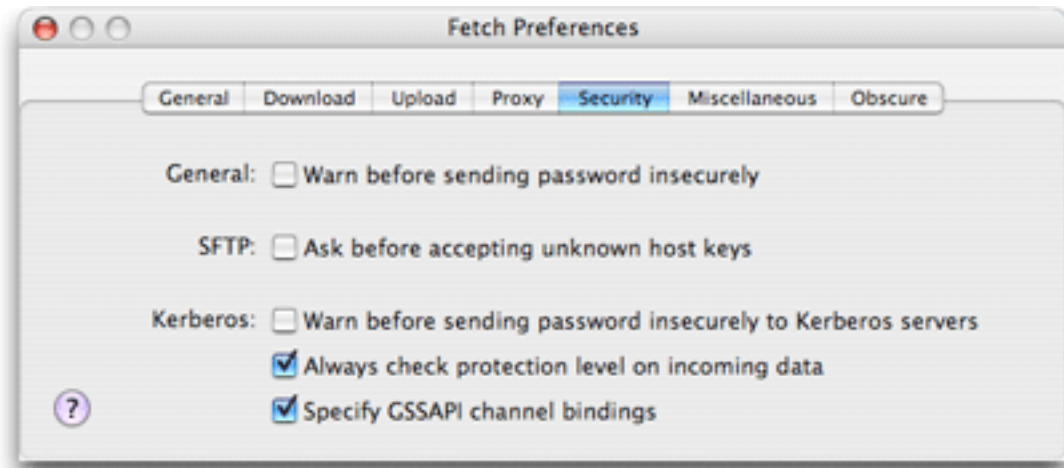 Fetch Preferences
General Download Upload Proxy Security Miscellaneous Obscure
General: Warn before sending password insecurely
SFTP: Ask before accepting unknown host keys
Kerberos: Warn before sending password insecurely to Kerberos servers
Always check protection level on incoming data
? Specify GSSAPI channel bindings